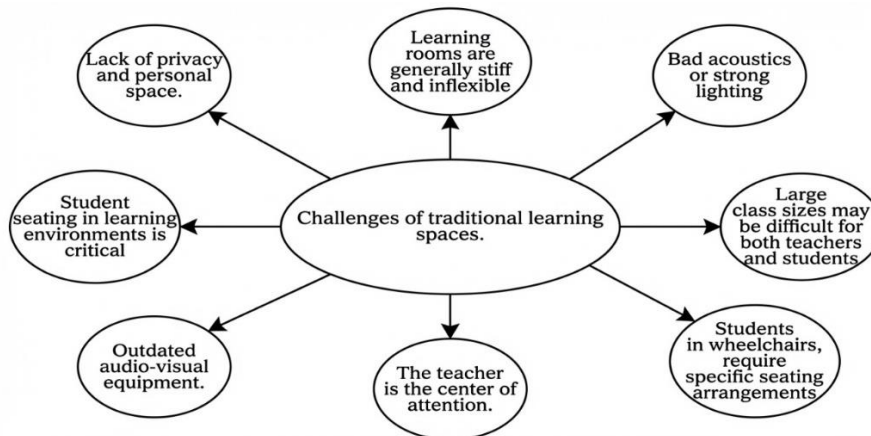 Lack of privacy
and personal
space.
Learning
rooms are
generally stiff
and inflexible
Bad acoustics
or strong
lighting
Student
seating in learning
environments is
critical
Challenges of traditional learning
spaces.
Large
class sizes may
be difficult for
both teachers
and students
Outdated
audio-visual
equipment.
The teacher
is the center of
attention.
Students
in wheelchairs,
require
specific seating
arrangements